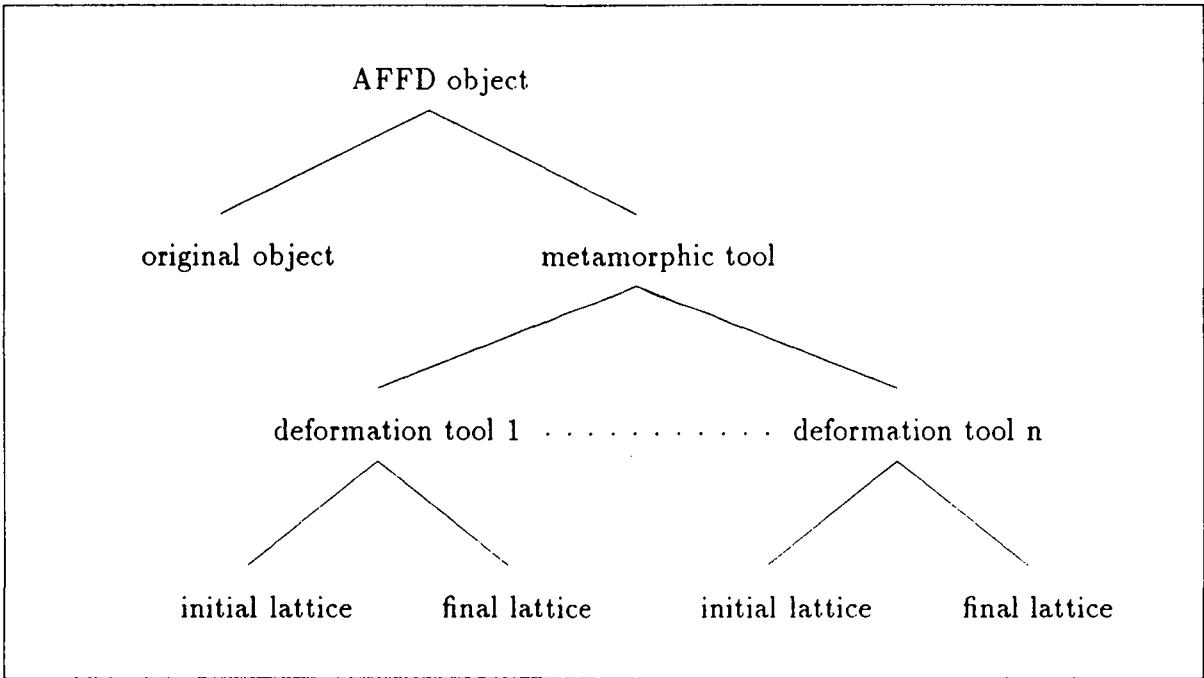 AFFD object
original object metamorphic tool
deformation tool 1 . . . . . . . . . . . deformation tool n
initial lattice final lattice initial lattice final lattice